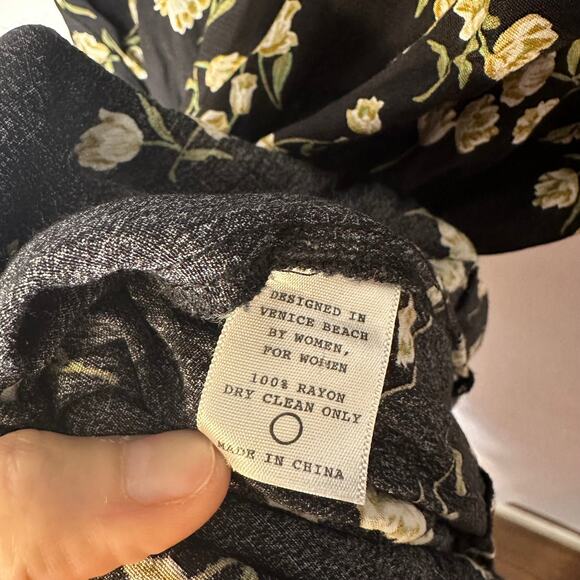 DESIGNED IN
VENICE BEACH
BY WOMEN,
FOR WOMEN
100% RAYON
DRY CLEAN ONLY
MADE IN CHINA